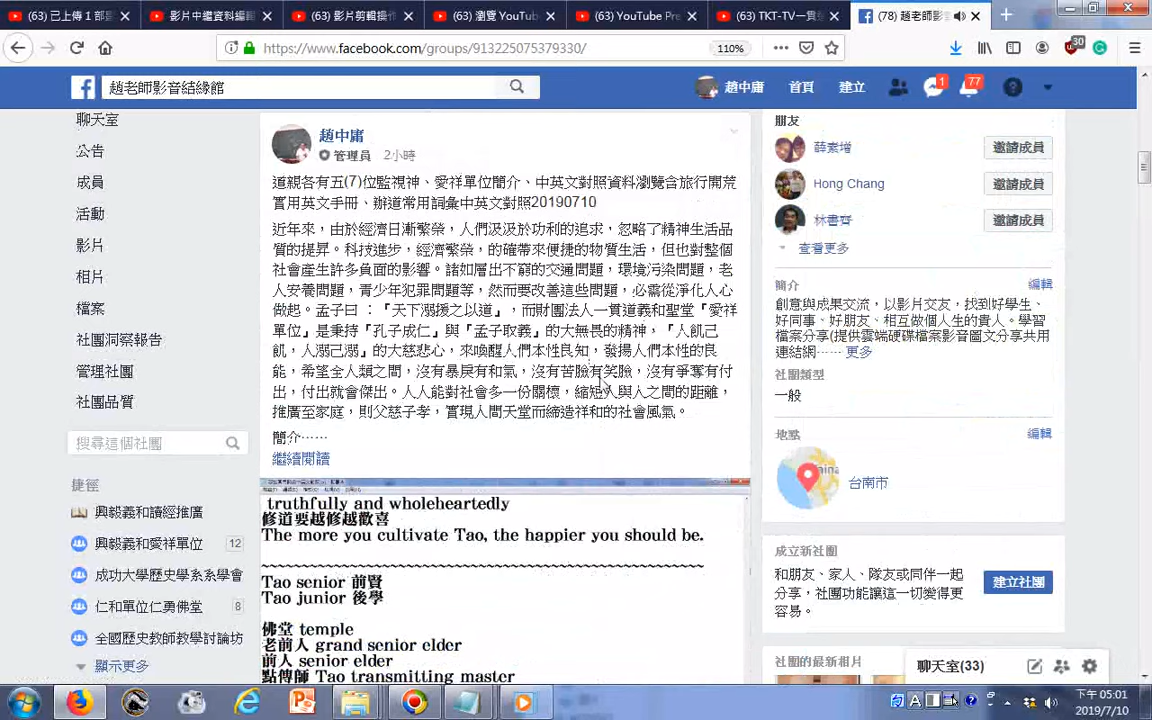 (63) 已上傳 1 部影
(63) 影片中繼資料編輯
(63) 影片剪輯操作
(63) 瀏覽 YouTub
(63) YouTube Pre
(63) TKT-TV一貫
(78) 趙老師影
https://www.facebook.com/groups/913225075379330/
110%
30
趙老師影音結緣館
趙中庸
首頁
建立
1
77
聊天室
公告
成員
活動
影片
相片
檔案
社團洞察報告
管理社團
社團品質
搜尋這個社團
捷徑
興毅義和讀經推廣
興毅義和愛祥單位 12
成功大學歷史學系系學會
仁和單位仁勇佛堂 8
全國歷史教師教學討論坊
顯示更多
趙中庸
管理員 2小時
道親各有五(7)位監視神、愛祥單位簡介、中英文對照資料瀏覽含旅行開荒
實用英文手冊、辦道常用詞彙中英文對照20190710
近年來，由於經濟日漸繁榮，人們汲汲於功利的追求，忽略了精神生活品
質的提昇。科技進步，經濟繁榮，的確帶來便捷的物質生活，但也對整個
社會產生許多負面的影響。諸如層出不窮的交通問題，環境污染問題，老
人安養問題，青少年犯罪問題等，然而要改善這些問題，必需從淨化人心
做起。孟子曰 ：「天下溺援之以道」，而財團法人一貫道義和聖堂「愛祥
單位」是秉持「孔子成仁」與「孟子取義」的大無畏的精神，「人飢己
飢，人溺己溺」的大慈悲心，來喚醒人們本性良知，發揚人們本性的良
能，希望全人類之間，沒有暴戾有和氣，沒有苦臉有笑臉，沒有爭奪有付
出，付出就會傑出。人人能對社會多一份關懷，縮短人與人之間的距離，
推廣至家庭，則父慈子孝，實現人間天堂而締造祥和的社會風氣。
簡介……
繼續閱讀
truthfully and wholeheartedly
修道要越修越歡喜
The more you cultivate Tao, the happier you should be.
~~~~~~~~~~~~~~~~~~~~~~~~~~~~~~~~~~~~~~~~
Tao senior 前賢
Tao junior 後學
佛堂 temple
老前人 grand senior elder
前人 senior elder
點傳師 Tao transmitting master
朋友
薛素增 邀請成員
Hong Chang 邀請成員
林書賫 邀請成員
查看更多
簡介 編輯
創意與成果交流，以影片交友，找到好學生、
好同事、好朋友、相互做個人生的貴人。學習
檔案分享(提供雲端硬碟檔案影音圖文分享共用
連結網…… 更多
社團類型
一般
地點 編輯
台南市
成立新社團
和朋友、家人、隊友或同伴一起
分享，社團功能讓這一切變得更
容易。
建立社團
社團的最新相片
聊天室(33)
下午 05:01
2019/7/10